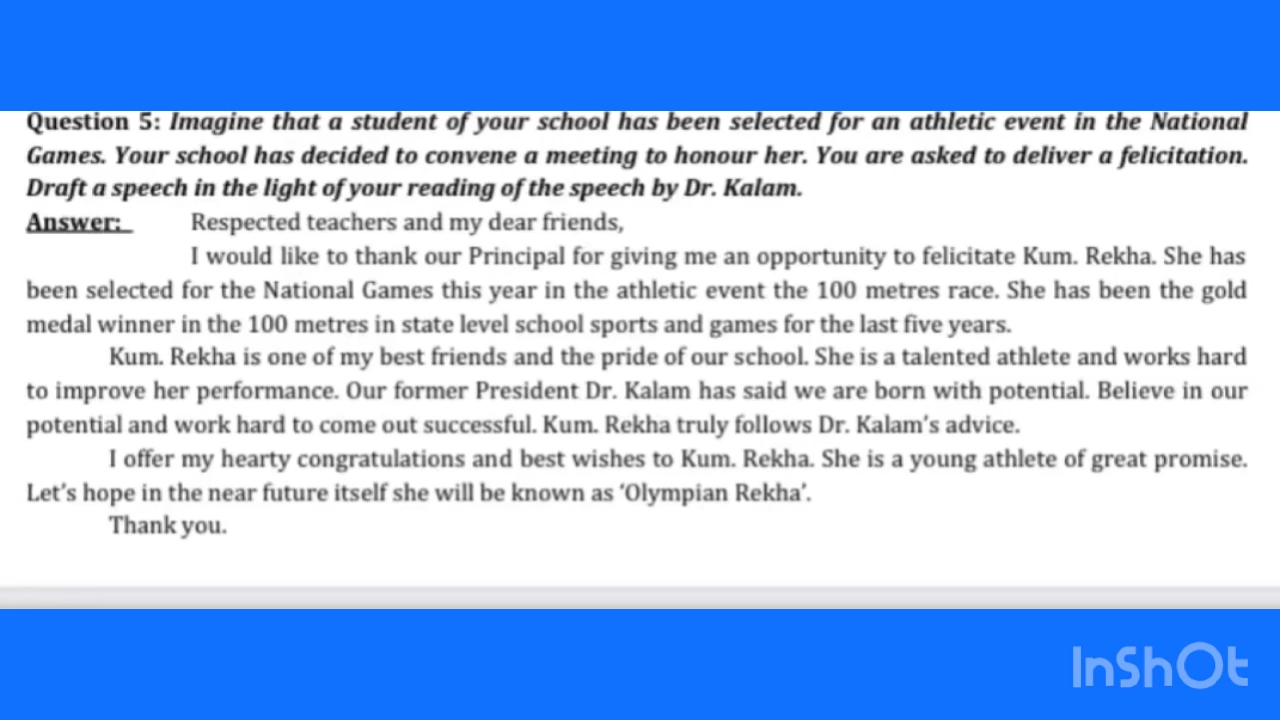 Question 5: Imagine that a student of your school has been selected for an athletic event in the National
Games. Your school has decided to convene a meeting to honour her. You are asked to deliver a felicitation.
Draft a speech in the light of your reading of the speech by Dr. Kalam.
Answer: Respected teachers and my dear friends,
I would like to thank our Principal for giving me an opportunity to felicitate Kum. Rekha. She has
been selected for the National Games this year in the athletic event the 100 metres race. She has been the gold
medal winner in the 100 metres in state level school sports and games for the last five years.
Kum. Rekha is one of my best friends and the pride of our school. She is a talented athlete and works hard
to improve her performance. Our former President Dr. Kalam has said we are born with potential. Believe in our
potential and work hard to come out successful. Kum. Rekha truly follows Dr. Kalam's advice.
I offer my hearty congratulations and best wishes to Kum. Rekha. She is a young athlete of great promise.
Let's hope in the near future itself she will be known as 'Olympian Rekha'.
Thank you.
InShOt